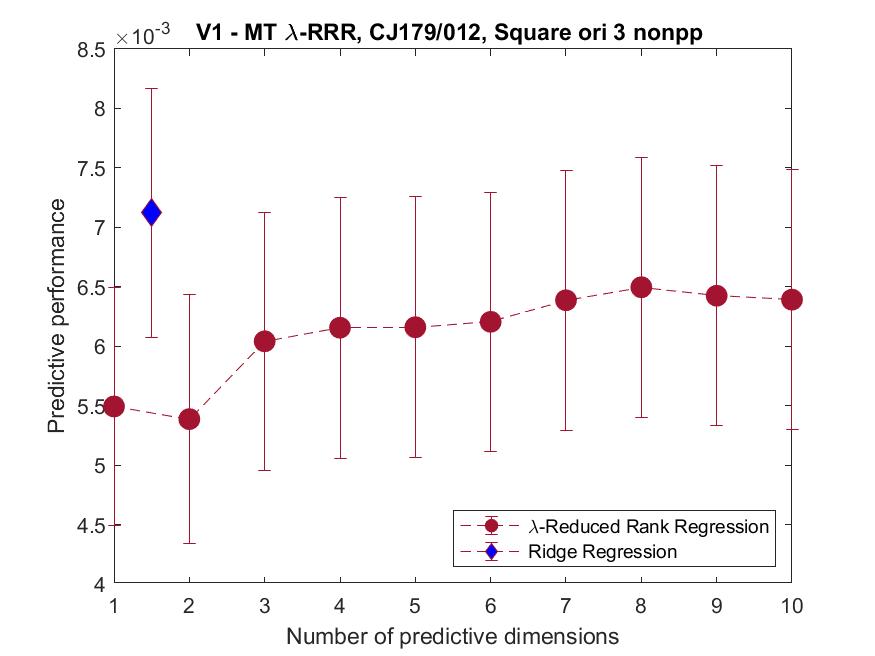 ×10-3
V1 - MT λ-RRR, CJ179/012, Square ori 3 nonpp
8.5
8
7.5
7
6.5
6
5.5
5
4.5
4
Predictive performance
λ-Reduced Rank Regression
Ridge Regression
1 2 3 4 5 6 7 8 9 10
Number of predictive dimensions